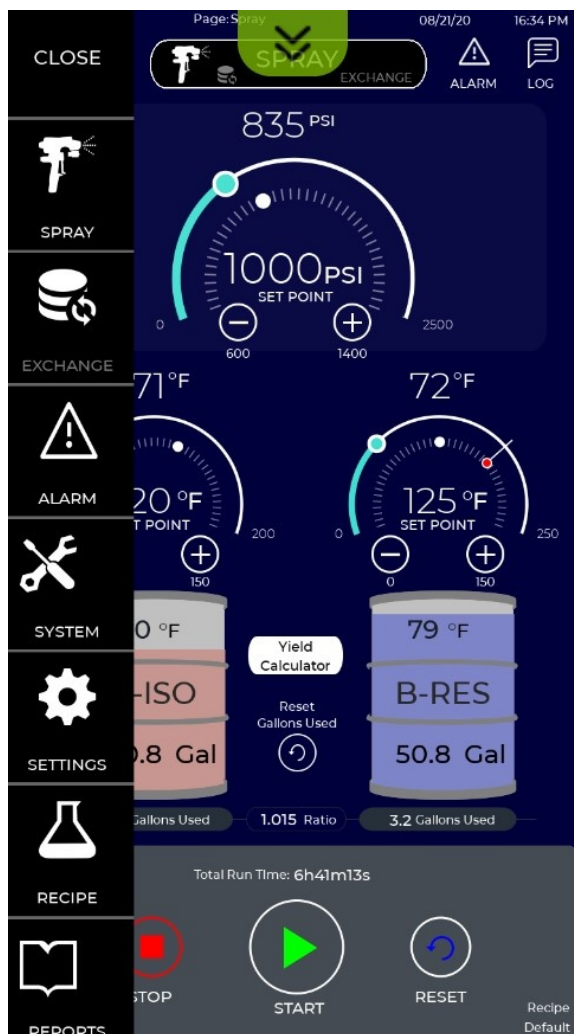 Page: Spray
08/21/20
16:34 PM
CLOSE
SPRAY
EXCHANGE
ALARM
LOG
SPRAY
EXCHANGE
ALARM
SYSTEM
SETTINGS
RECIPE
REPORTS
835 PSI
1000PSI
SET POINT
0
2500
600
1400
71°F
20 °F
T POINT
200
150
72°F
125 °F
SET POINT
0
250
0
150
0 °F
-ISO
0.8 Gal
Yield
Calculator
Reset
Gallons Used
79 °F
B-RES
50.8 Gal
Gallons Used
1.015 Ratio
3.2 Gallons Used
Total Run TIme: 6h41m13s
STOP
START
RESET
Recipe
Default